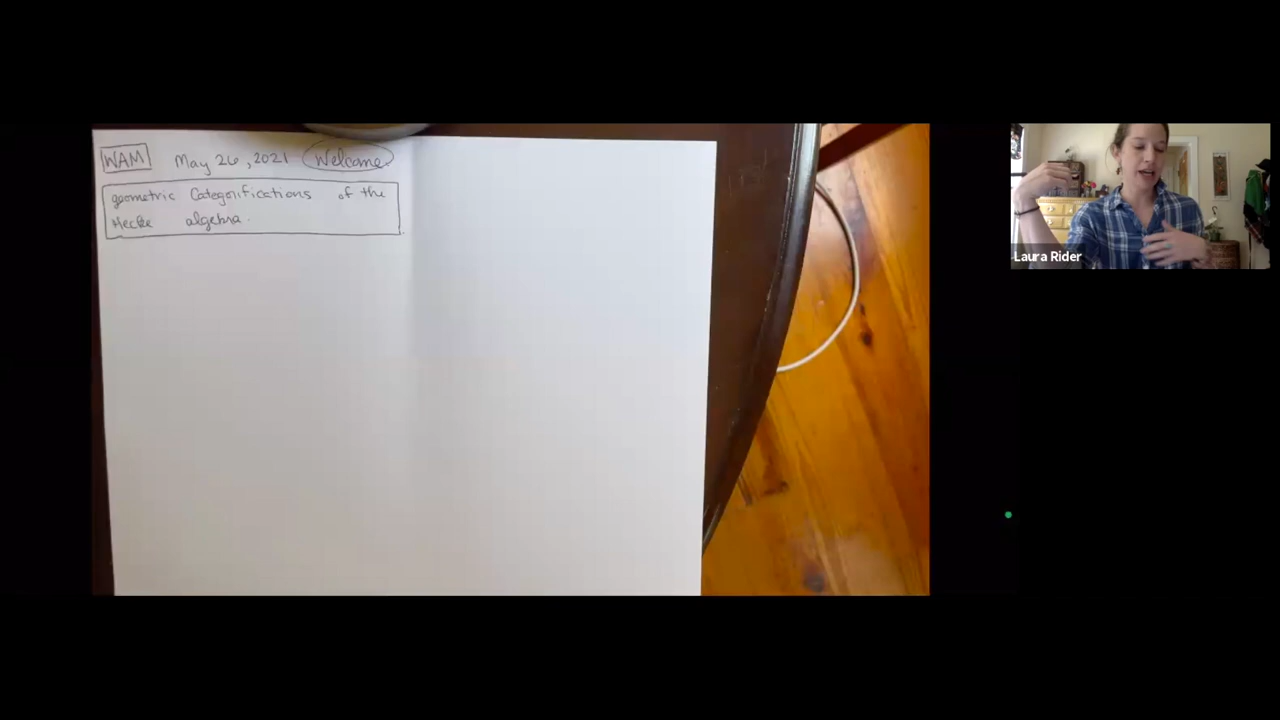 WAM May 26, 2021 Welcome
geometric Categorifications of the
Hecke algebra.
Laura Rider